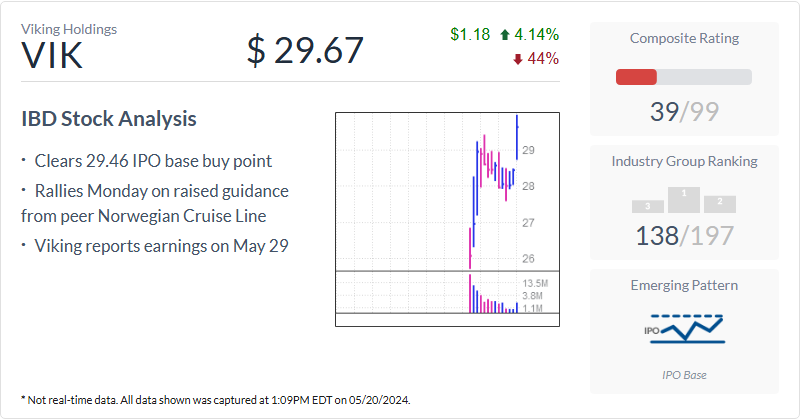 Viking Holdings
VIK
$ 29.67
$1.18 4.14%
44%
IBD Stock Analysis
· Clears 29.46 IPO base buy point
· Rallies Monday on raised guidance
from peer Norwegian Cruise Line
· Viking reports earnings on May 29
29
28
27
26
13.5M
3.8M
1.1M
Composite Rating
39/99
Industry Group Ranking
3 1 2
138/197
Emerging Pattern
IPO
IPO Base
* Not real-time data. All data shown was captured at 1:09PM EDT on 05/20/2024.